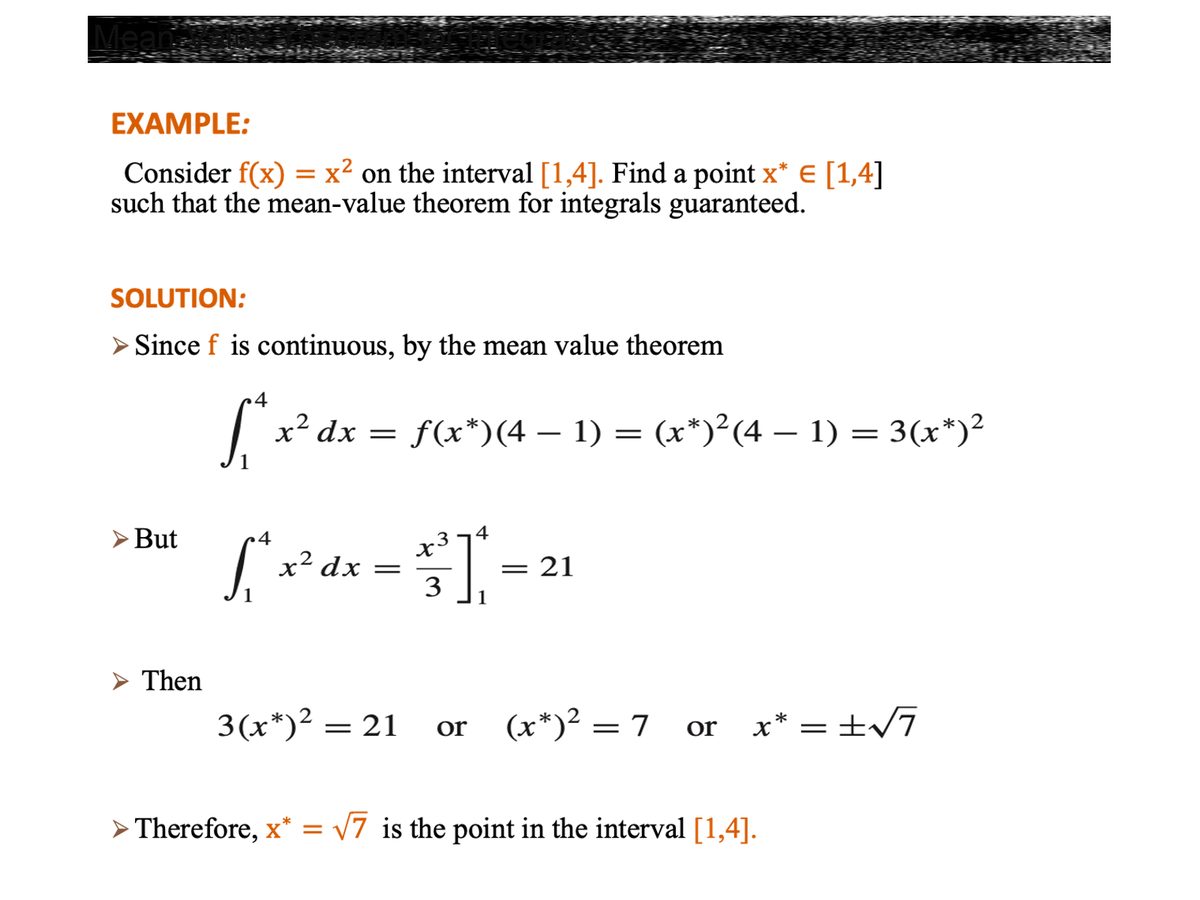 Mean
EXAMPLE:
Consider f(x) = x² on the interval [1,4]. Find a point x* ∈ [1,4]
such that the mean-value theorem for integrals guaranteed.
SOLUTION:
➢ Since f is continuous, by the mean value theorem
∫₁⁴ x² dx = f(x*)(4 − 1) = (x*)²(4 − 1) = 3(x*)²
➢ But ∫₁⁴ x² dx = x³/3 ]₁⁴ = 21
➢ Then
3(x*)² = 21 or (x*)² = 7 or x* = ±√7
➢ Therefore, x* = √7 is the point in the interval [1,4].